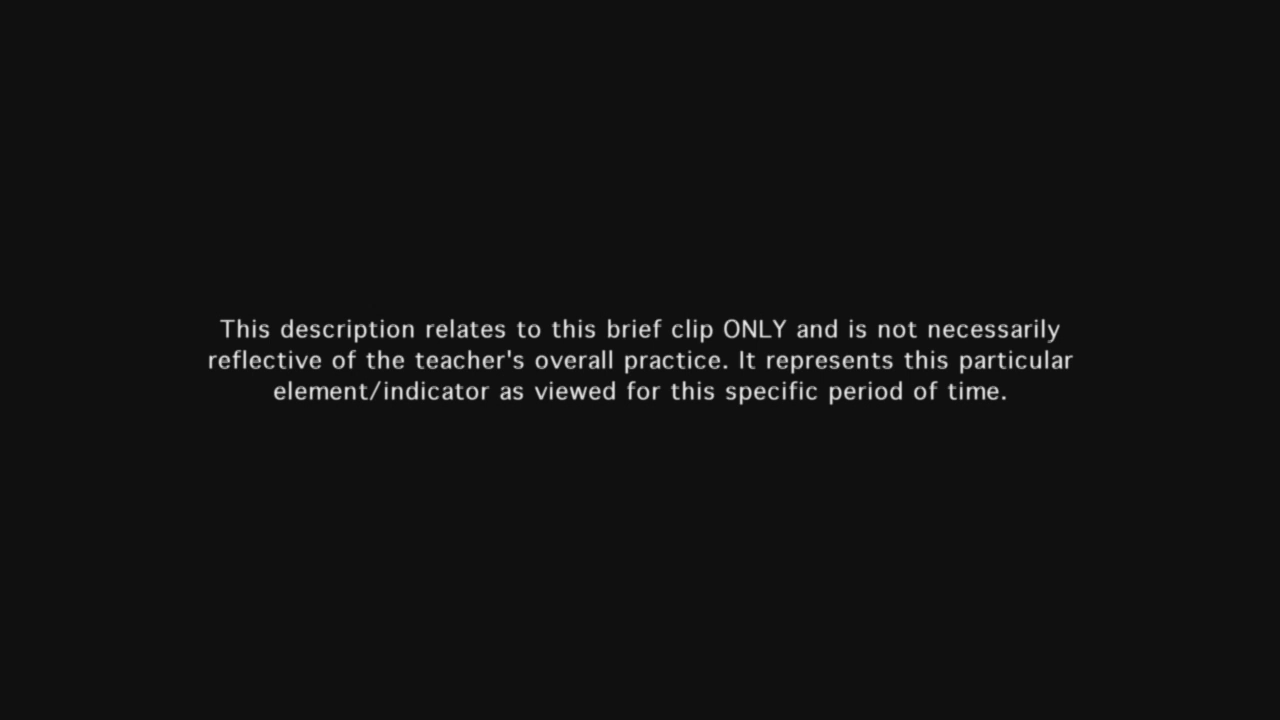 This description relates to this brief clip ONLY and is not necessarily
reflective of the teacher's overall practice. It represents this particular
element/indicator as viewed for this specific period of time.